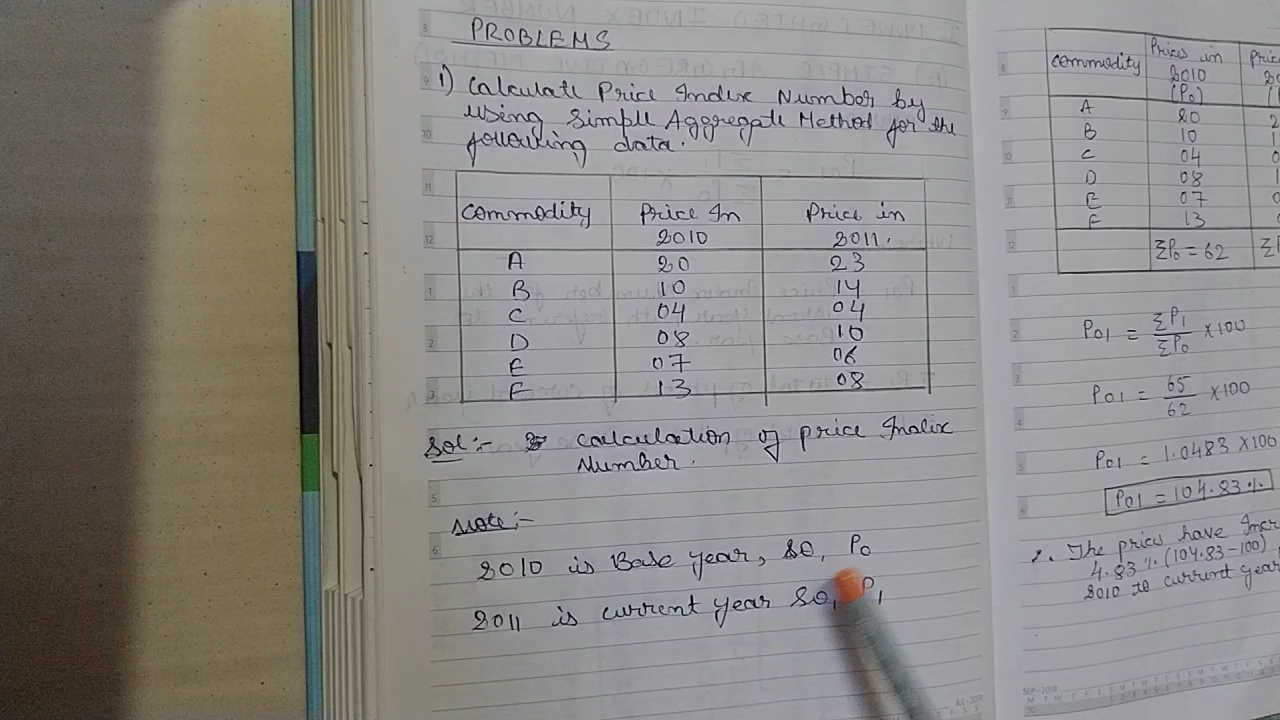 PROBLEMS
1) Calculate Price Index Number by
using Simple Aggregate Method for the
following data.
Commodity Price In 2010 Price in 2011.
A 20 23
B 10 14
C 04 04
D 08 10
E 07 06
F 13 08
Sol:- Calculation of price Index
Number.
Note:-
2010 is Base year, so, P₀
2011 is current year so, P₁
commodity Prices in 2010 (P₀)
A 20
B 10
C 04
D 08
E 07
F 13
ΣP₀ = 62
P₀₁ = ΣP₁ / ΣP₀ × 100
P₀₁ = 65 / 62 × 100
P₀₁ = 1.0483 × 100
P₀₁ = 104.83 %
The prices have
4.83 % (104.83 - 100)
2010 to current year